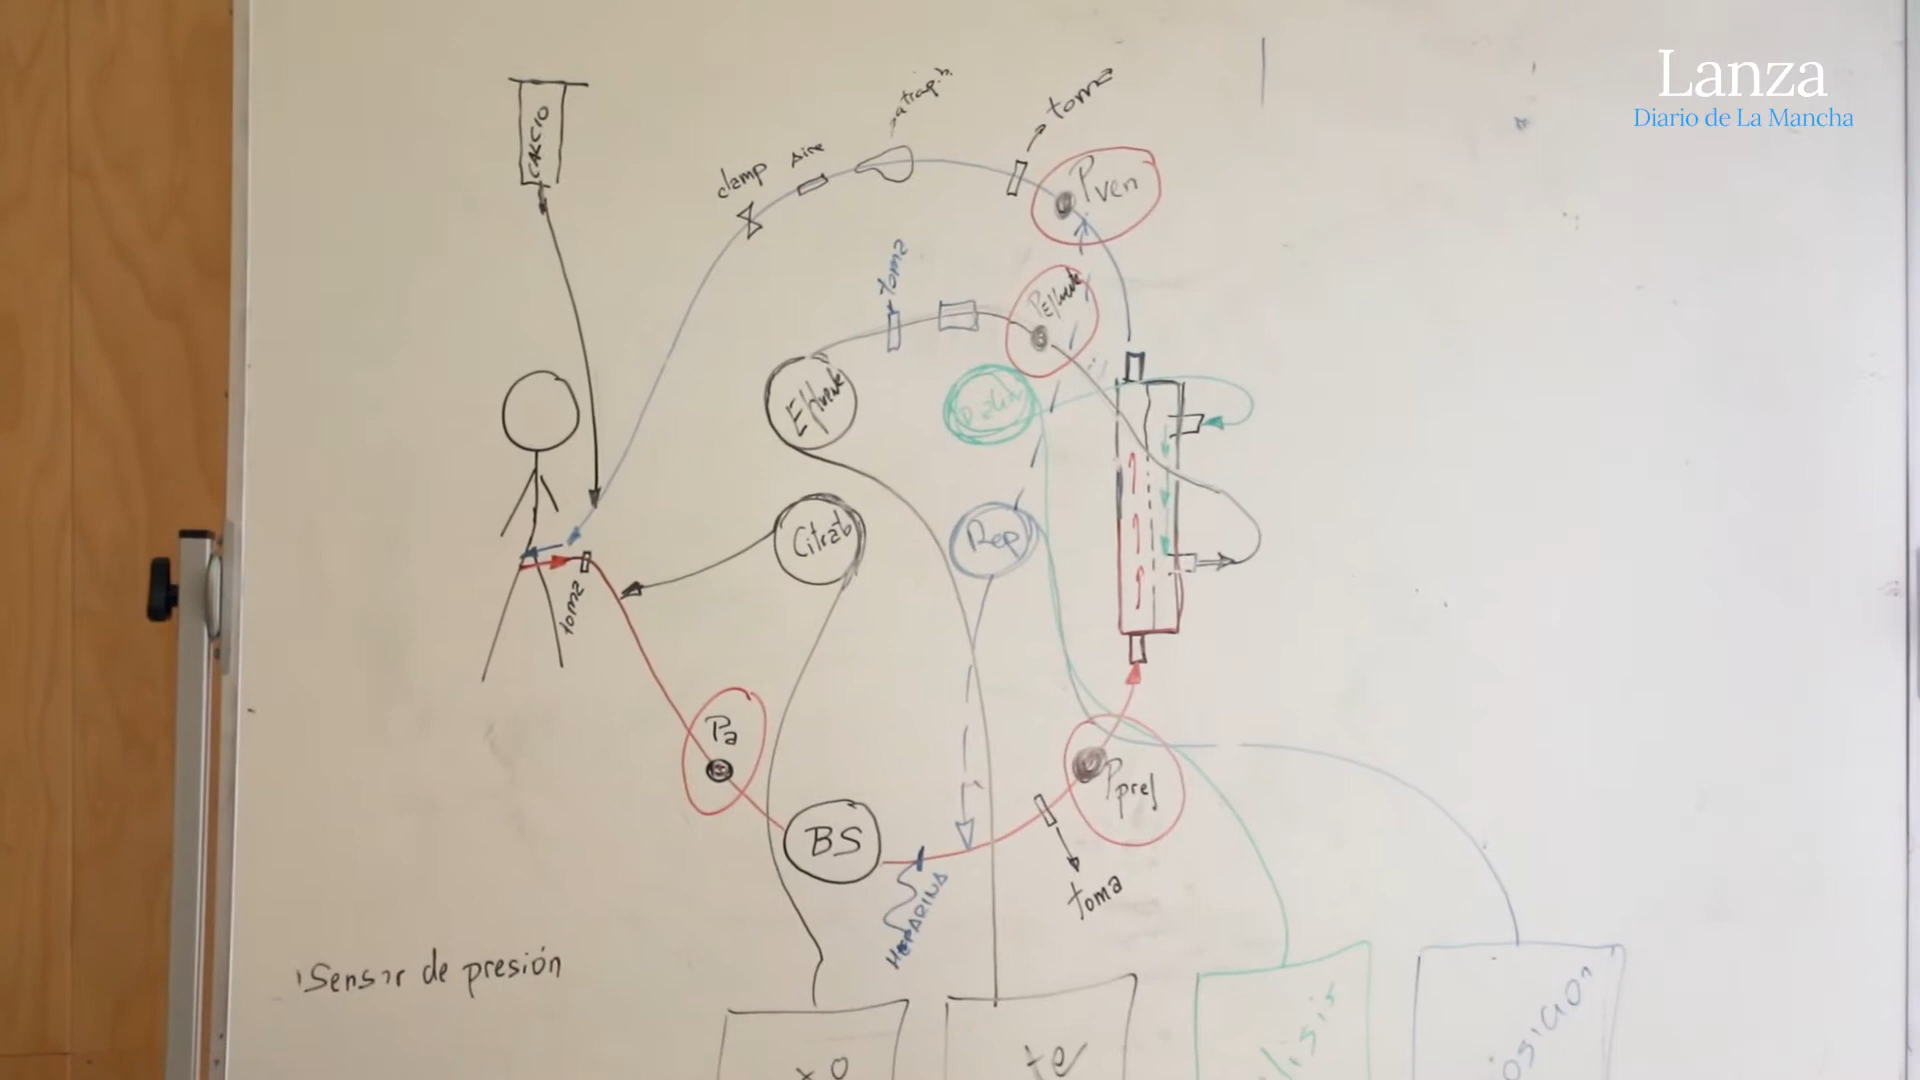 Lanza
Diario de La Mancha
CALCIO
clamp
Aire
toma
Pven
toma
Efluente
Citrato
Rep
toma
Pa
BS
Ppref
toma
HEPARINA
Sensor de presión